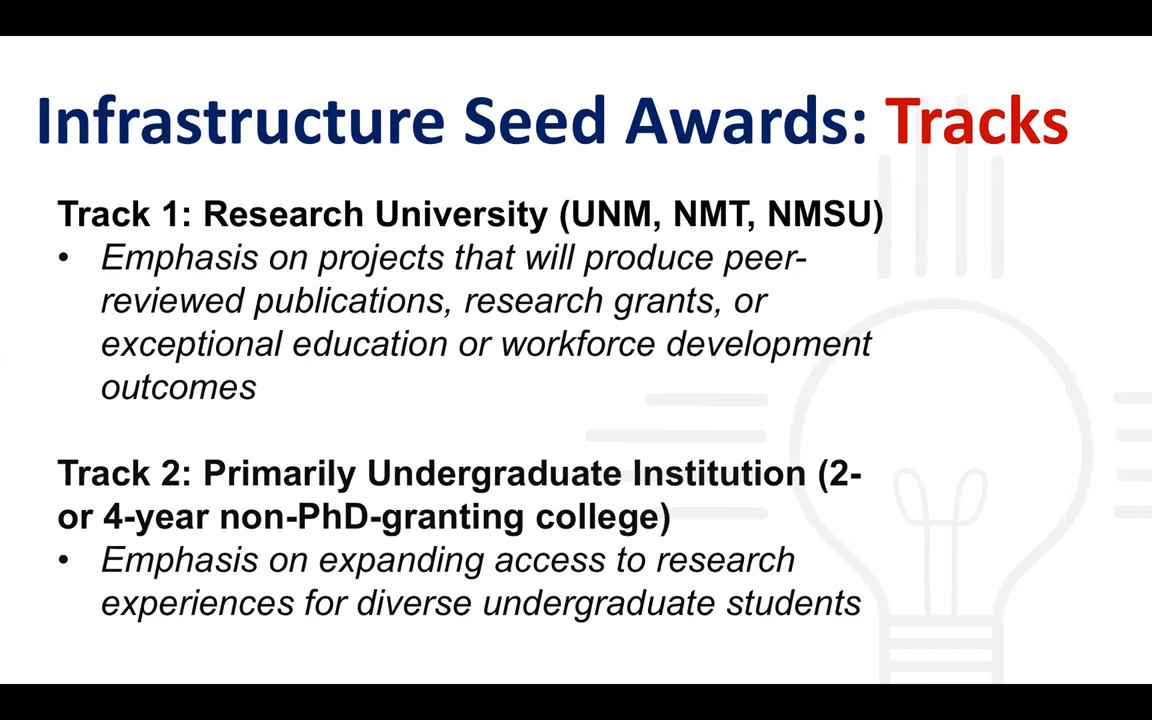 Infrastructure Seed Awards: Tracks
Track 1: Research University (UNM, NMT, NMSU)
• Emphasis on projects that will produce peer-
reviewed publications, research grants, or
exceptional education or workforce development
outcomes
Track 2: Primarily Undergraduate Institution (2-
or 4-year non-PhD-granting college)
• Emphasis on expanding access to research
experiences for diverse undergraduate students